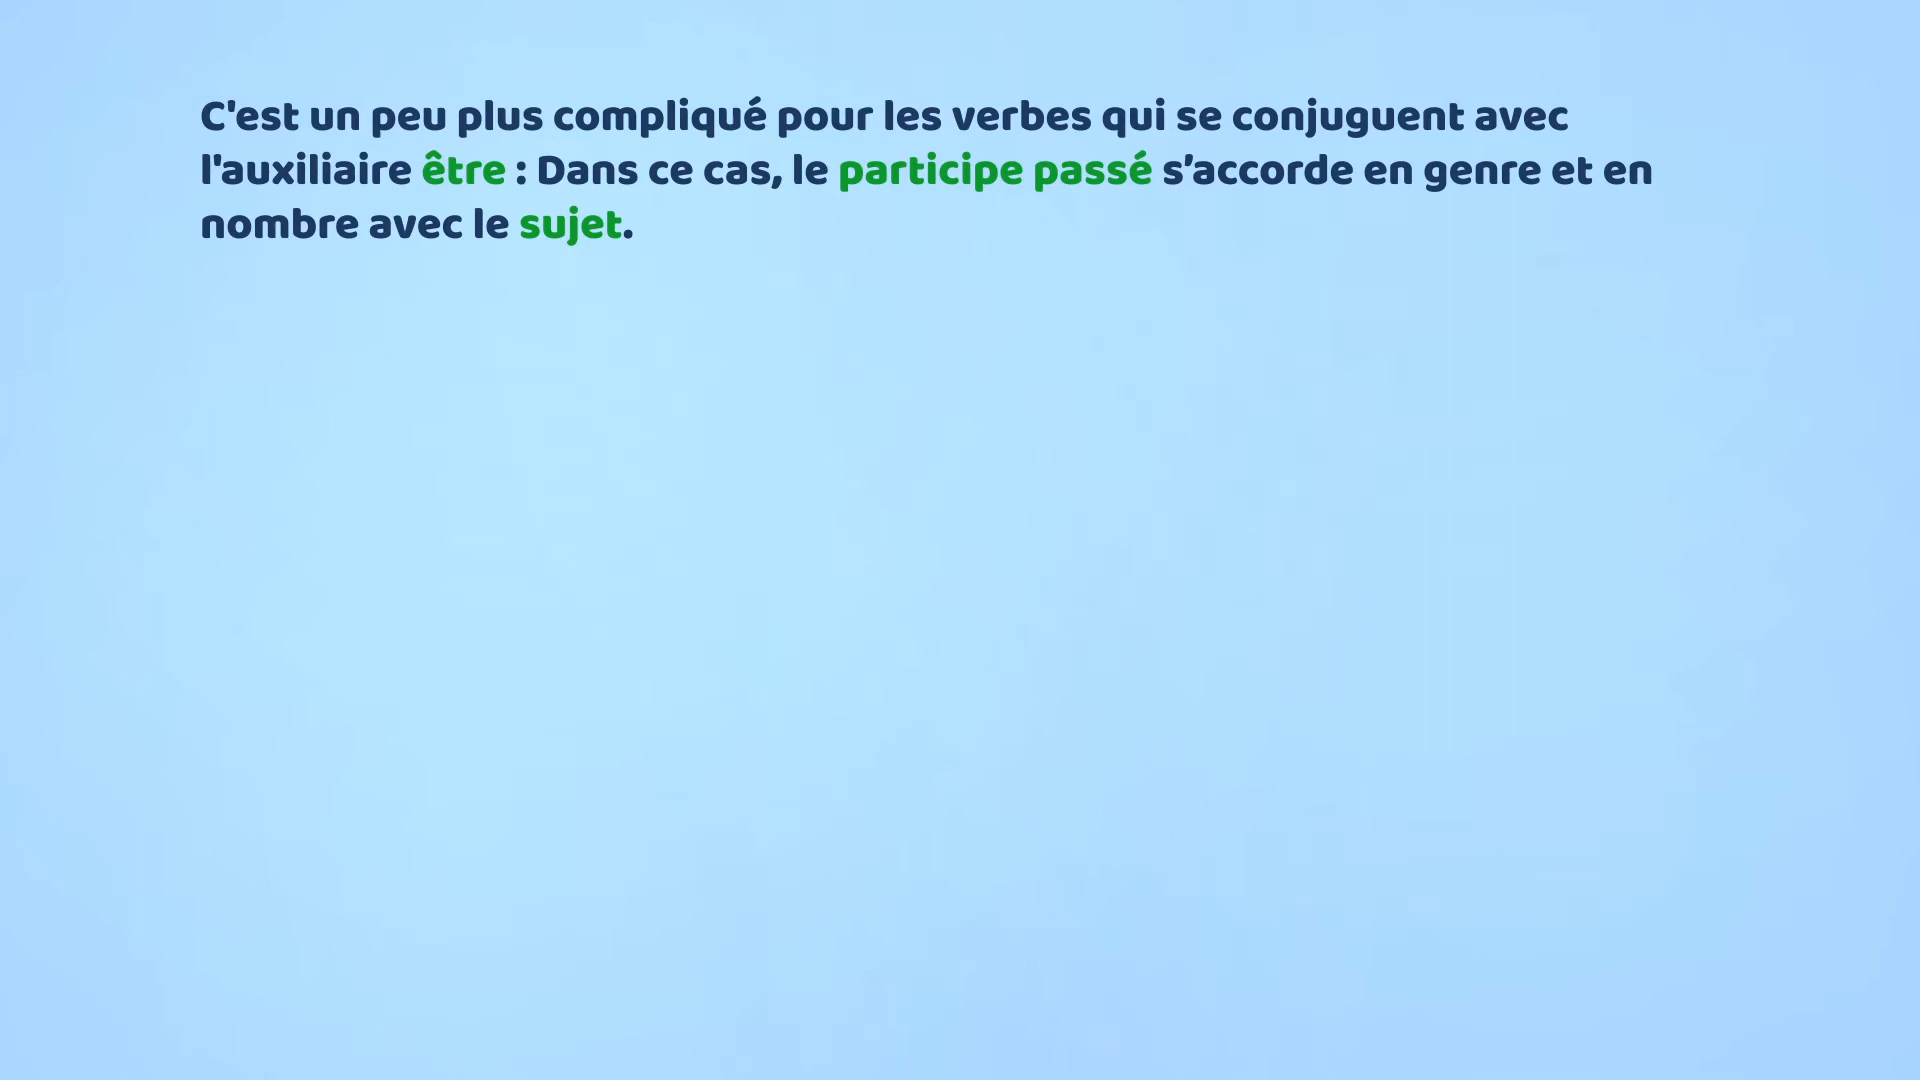 C'est un peu plus compliqué pour les verbes qui se conjuguent avec
l'auxiliaire être : Dans ce cas, le participe passé s’accorde en genre et en
nombre avec le sujet.